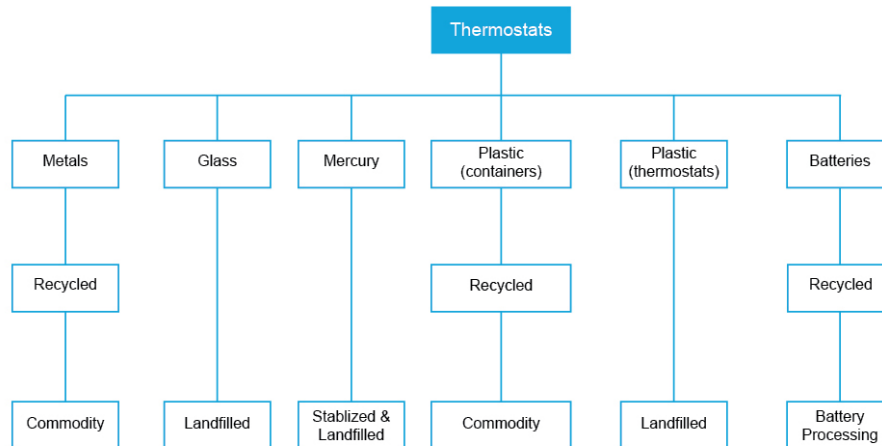 Thermostats
Metals
Glass
Mercury
Plastic
(containers)
Plastic
(thermostats)
Batteries
Recycled
Recycled
Recycled
Commodity
Landfilled
Stablized &
Landfilled
Commodity
Landfilled
Battery
Processing